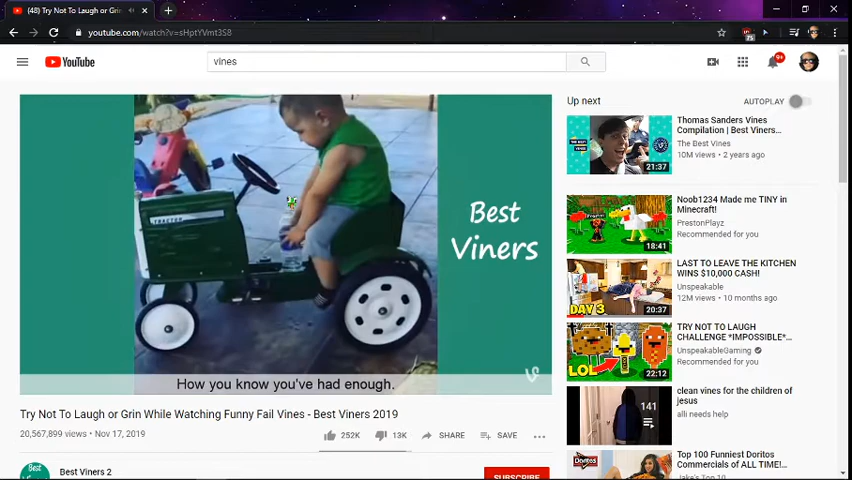 (48) Try Not To Laugh or Grin
youtube.com/watch?v=sHptYVmt3S8
75
YouTube
vines
9+
Best
Viners
How you know you've had enough.
Try Not To Laugh or Grin While Watching Funny Fail Vines - Best Viners 2019
20,567,899 views • Nov 17, 2019
252K
13K
SHARE
SAVE
Best Viners 2
SUBSCRIBE
Up next
AUTOPLAY
21:37
Thomas Sanders Vines
Compilation | Best Viners...
The Best Vines
10M views • 2 years ago
18:41
Noob1234 Made me TINY in
Minecraft!
PrestonPlayz
Recommended for you
DAY 3
20:37
LAST TO LEAVE THE KITCHEN
WINS $10,000 CASH!
Unspeakable
12M views • 10 months ago
LOL
22:12
TRY NOT TO LAUGH
CHALLENGE *IMPOSSIBLE*...
UnspeakableGaming
Recommended for you
141
clean vines for the children of
jesus
alli needs help
Doritos
Top 100 Funniest Doritos
Commercials of ALL TIME!...